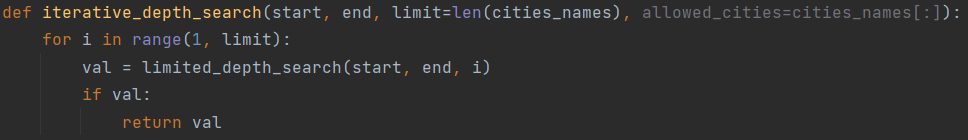 def iterative_depth_search(start, end, limit=len(cities_names), allowed_cities=cities_names[:]):
    for i in range(1, limit):
        val = limited_depth_search(start, end, i)
        if val:
            return val